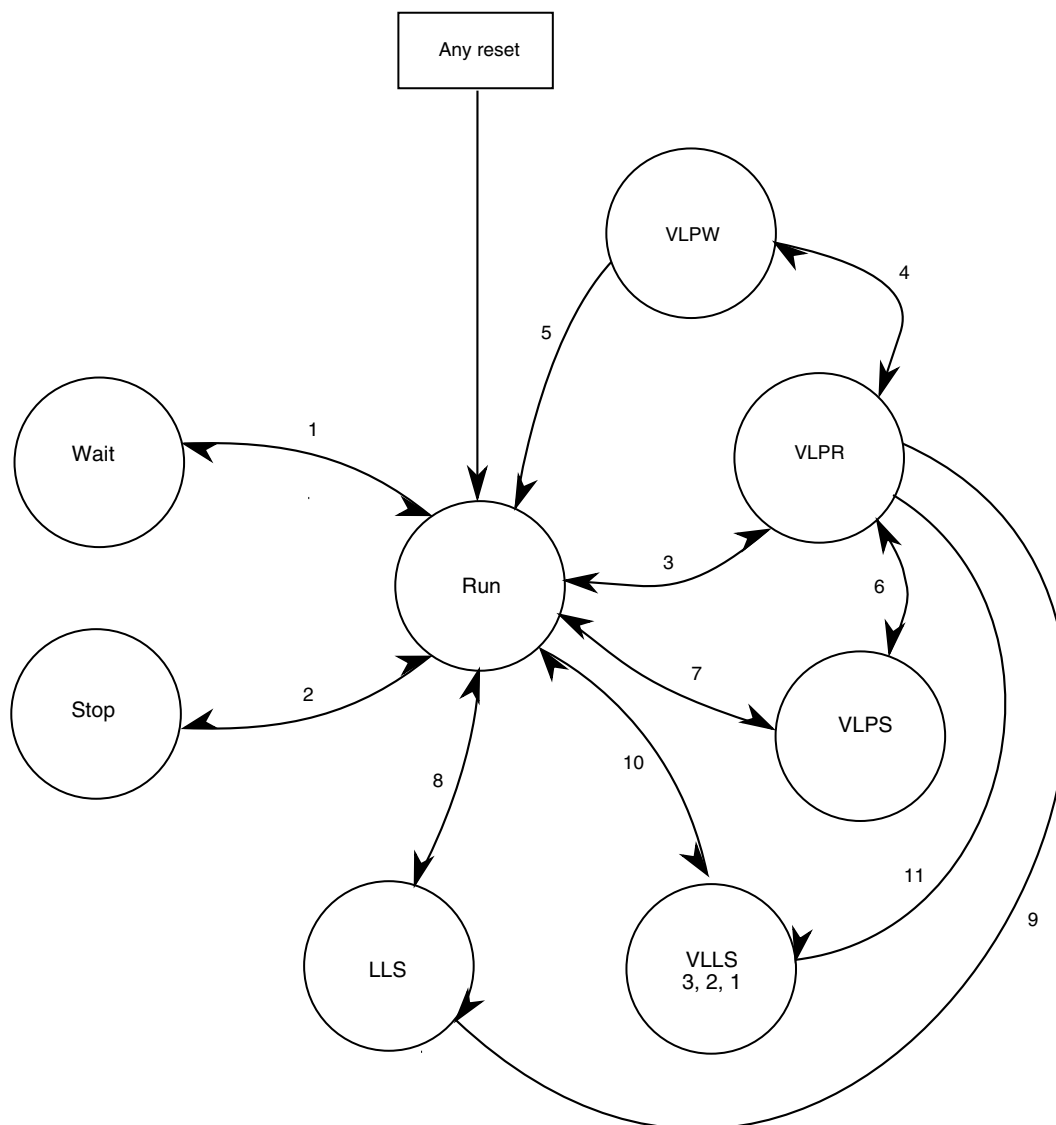 Any reset
VLPW
4
5
Wait
1
VLPR
3
Run
6
7
Stop
2
VLPS
10
8
11
9
LLS
VLLS
3, 2, 1